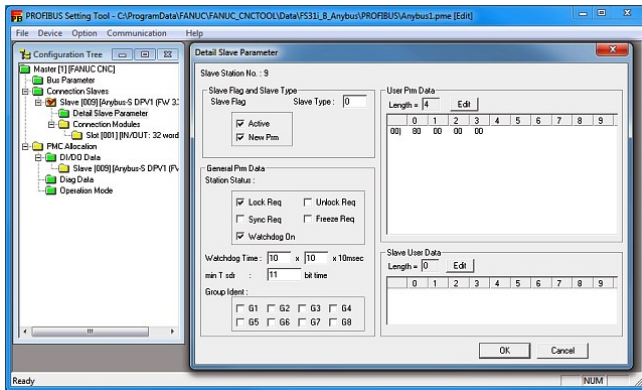 PROFIBUS Setting Tool - C:\ProgramData\FANUC\FANUC_CNCTOOL\Data\FS31i_B_Anybus\PROFIBUS\Anybus1.pme [Edit]
File Device Option Communication Help
Configuration Tree
Master [1] [FANUC CNC]
Bus Parameter
Connection Slaves
Slave [009] [Anybus-S DPV1 (FW 3.
Detail Slave Parameter
Connection Modules
Slot [001] [IN/OUT: 32 word
PMC Allocation
DI/DO Data
Slave [009] [Anybus-S DPV1 (FV
Diag Data
Operation Mode
Detail Slave Parameter
Slave Station No. : 9
Slave Flag and Slave Type
Slave Flag Slave Type : 0
Active
New Prm
General Prm Data
Station Status :
Lock Req Unlock Req
Sync Req Freeze Req
Watchdog On
Watchdog Time : 10 x 10 x 10msec
min T sdr : 11 bit time
Group Ident :
G1 G2 G3 G4
G5 G6 G7 G8
User Prm Data
Length = 4 Edit
0 1 2 3 4 5 6 7 8 9
00| 80 00 00 00
Slave User Data
Length = 0 Edit
0 1 2 3 4 5 6 7 8 9
OK Cancel
Ready NUM